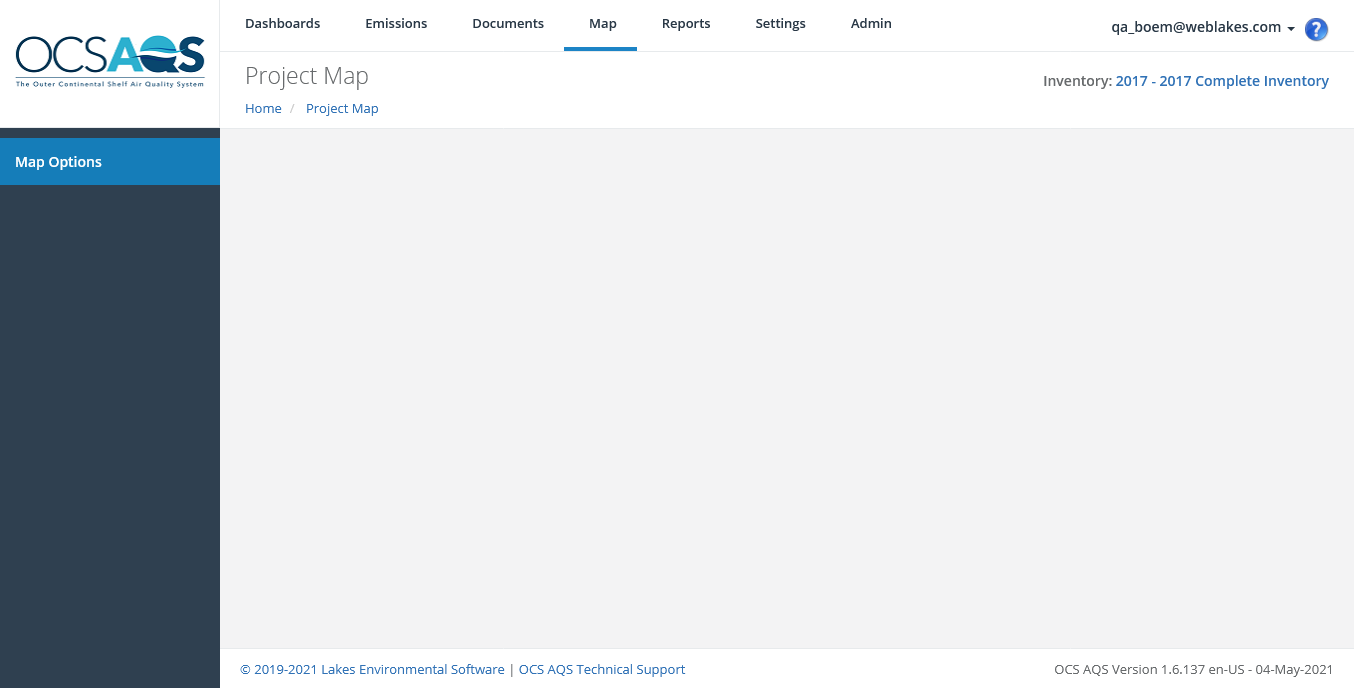 OCSAQS
The Outer Continental Shelf Air Quality System
Dashboards Emissions Documents Map Reports Settings Admin
qa_boem@weblakes.com ?
Project Map
Inventory: 2017 - 2017 Complete Inventory
Home / Project Map
Map Options
© 2019-2021 Lakes Environmental Software | OCS AQS Technical Support
OCS AQS Version 1.6.137 en-US - 04-May-2021